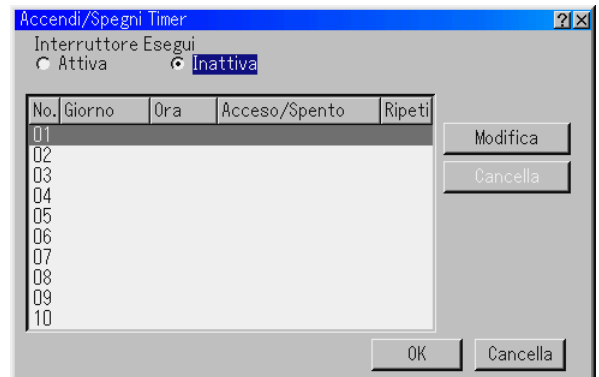 Accendi/Spegni Timer
Interruttore Esegui
Attiva Inattiva
No. Giorno Ora Acceso/Spento Ripeti
01
02
03
04
05
06
07
08
09
10
Modifica
Cancella
OK Cancella